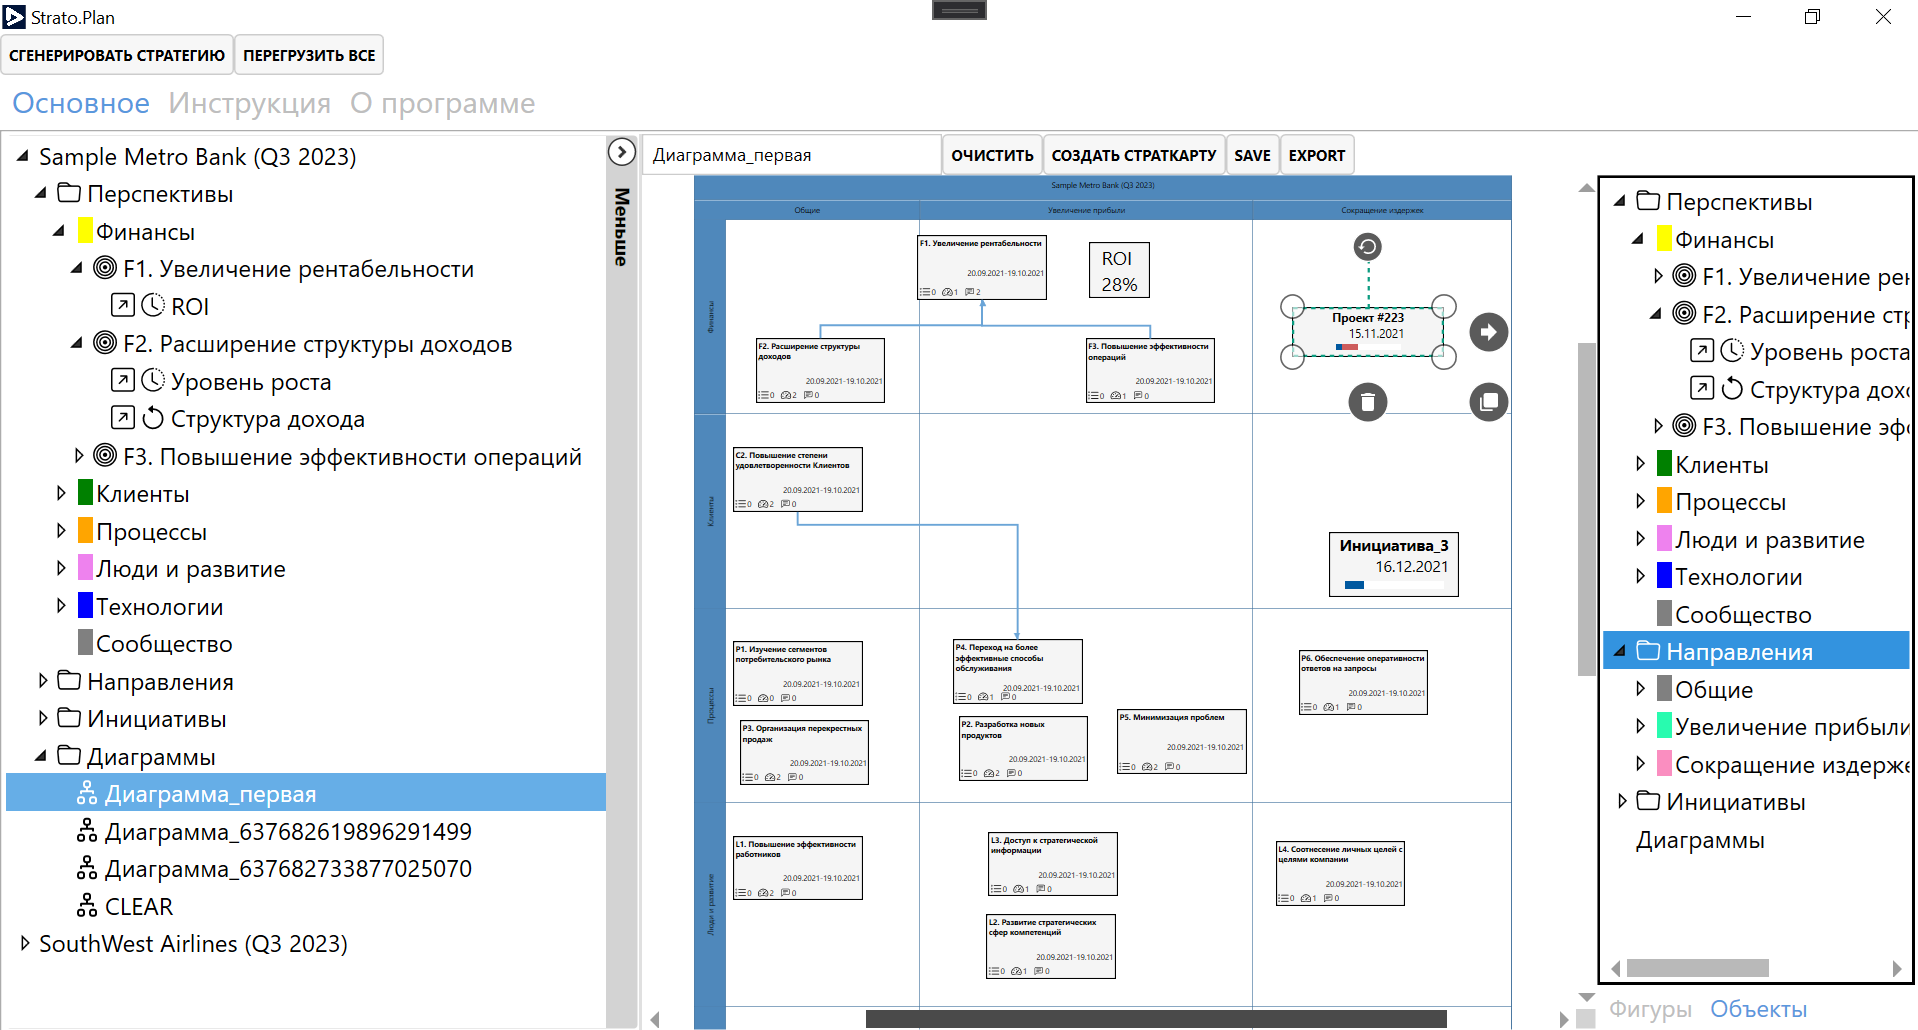 Strato.Plan
СГЕНЕРИРОВАТЬ СТРАТЕГИЮ
ПЕРЕГРУЗИТЬ ВСЕ
Основное
Инструкция
О программе
Sample Metro Bank (Q3 2023)
Перспективы
Финансы
F1. Увеличение рентабельности
ROI
F2. Расширение структуры доходов
Уровень роста
Структура дохода
F3. Повышение эффективности операций
Клиенты
Процессы
Люди и развитие
Технологии
Сообщество
Направления
Инициативы
Диаграммы
Диаграмма_первая
Диаграмма_637682619896291499
Диаграмма_637682733877025070
CLEAR
SouthWest Airlines (Q3 2023)
Меньше
Диаграмма_первая
ОЧИСТИТЬ
СОЗДАТЬ СТРАТКАРТУ
SAVE
EXPORT
Sample Metro Bank (Q3 2023)
Общие
Увеличение прибыли
Сокращение издержек
Финансы
F1. Увеличение рентабельности
20.09.2021-19.10.2021
0 1 2
ROI
28%
Проект #223
15.11.2021
F2. Расширение структуры
доходов
20.09.2021-19.10.2021
0 2 0
F3. Повышение эффективности
операций
20.09.2021-19.10.2021
0 1 0
Клиенты
C2. Повышение степени
удовлетворенности Клиентов
20.09.2021-19.10.2021
0 2 0
Инициатива_3
16.12.2021
Процессы
P1. Изучение сегментов
потребительского рынка
20.09.2021-19.10.2021
0 0 0
P4. Переход на более
эффективные способы
обслуживания
20.09.2021-19.10.2021
0 1 0
P6. Обеспечение оперативности
ответов на запросы
20.09.2021-19.10.2021
0 1 0
P3. Организация перекрестных
продаж
20.09.2021-19.10.2021
0 2 0
P2. Разработка новых
продуктов
20.09.2021-19.10.2021
0 2 0
P5. Минимизация проблем
20.09.2021-19.10.2021
0 2 0
Люди и развитие
L1. Повышение эффективности
работников
20.09.2021-19.10.2021
0 2 0
L3. Доступ к стратегической
информации
20.09.2021-19.10.2021
0 1 0
L4. Соотнесение личных целей с
целями компании
20.09.2021-19.10.2021
0 1 0
L2. Развитие стратегических
сфер компетенций
20.09.2021-19.10.2021
0 1 0
Перспективы
Финансы
F1. Увеличение рен
F2. Расширение стр
Уровень роста
Структура дохо
F3. Повышение эфф
Клиенты
Процессы
Люди и развитие
Технологии
Сообщество
Направления
Общие
Увеличение прибыли
Сокращение издерже
Инициативы
Диаграммы
Фигуры
Объекты